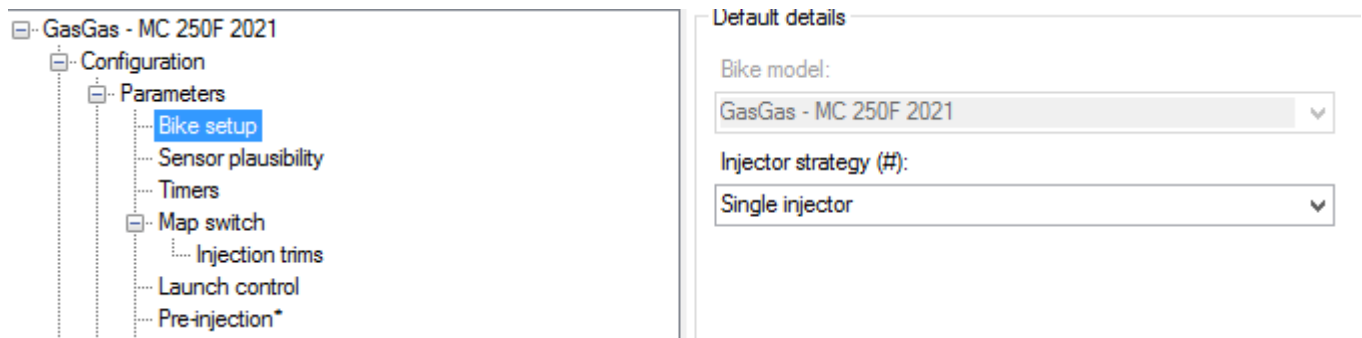 GasGas - MC 250F 2021
Configuration
Parameters
Bike setup
Sensor plausibility
Timers
Map switch
Injection trims
Launch control
Pre-injection*
Default details
Bike model:
GasGas - MC 250F 2021
Injector strategy (#):
Single injector